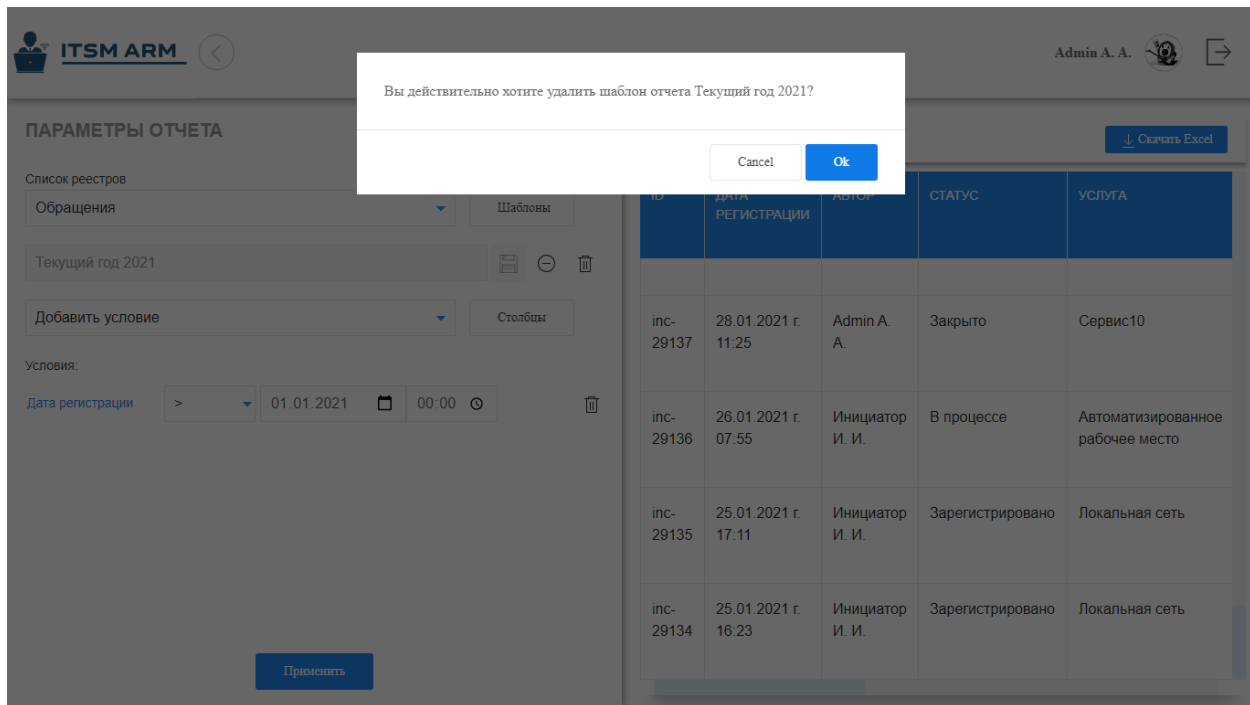 ITSM ARM
Admin A. A.
Вы действительно хотите удалить шаблон отчета Текущий год 2021?
Cancel
Ok
ПАРАМЕТРЫ ОТЧЕТА
Скачать Excel
Список реестров
Обращения
Шаблоны
Текущий год 2021
Добавить условие
Столбцы
Условия:
Дата регистрации > 01.01.2021 00:00
Применить
ID
ДАТА
РЕГИСТРАЦИИ
АВТОР
СТАТУС
УСЛУГА
inc-
29137
28.01.2021 г.
11:25
Admin A.
A.
Закрыто
Сервис10
inc-
29136
26.01.2021 г.
07:55
Инициатор
И. И.
В процессе
Автоматизированное
рабочее место
inc-
29135
25.01.2021 г.
17:11
Инициатор
И. И.
Зарегистрировано
Локальная сеть
inc-
29134
25.01.2021 г.
16:23
Инициатор
И. И.
Зарегистрировано
Локальная сеть